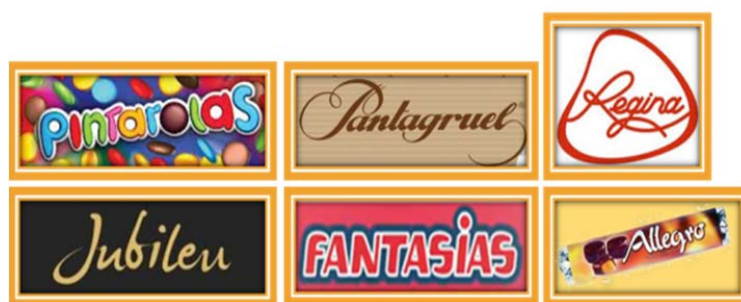 PINTAROLAS
Pantagruel®
Regina
Jubileu
FANTASIAS
Allegro